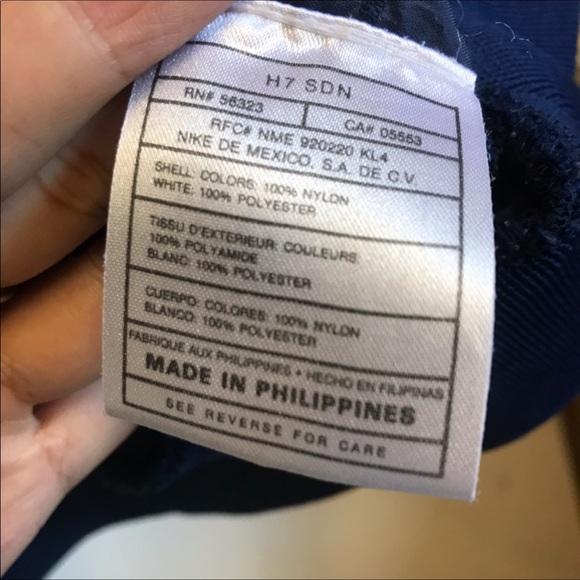 H7 SDN
RN# 56323 CA# 05553
RFC# NME 920220 KL4
NIKE DE MEXICO, S.A. DE C.V.
SHELL: COLORS: 100% NYLON
WHITE: 100% POLYESTER
TISSU D'EXTERIEUR: COULEURS:
100% POLYAMIDE
BLANC: 100% POLYESTER
CUERPO: COLORES: 100% NYLON
BLANCO: 100% POLYESTER
FABRIQUE AUX PHILIPPINES • HECHO EN FILIPINAS
MADE IN PHILIPPINES
SEE REVERSE FOR CARE